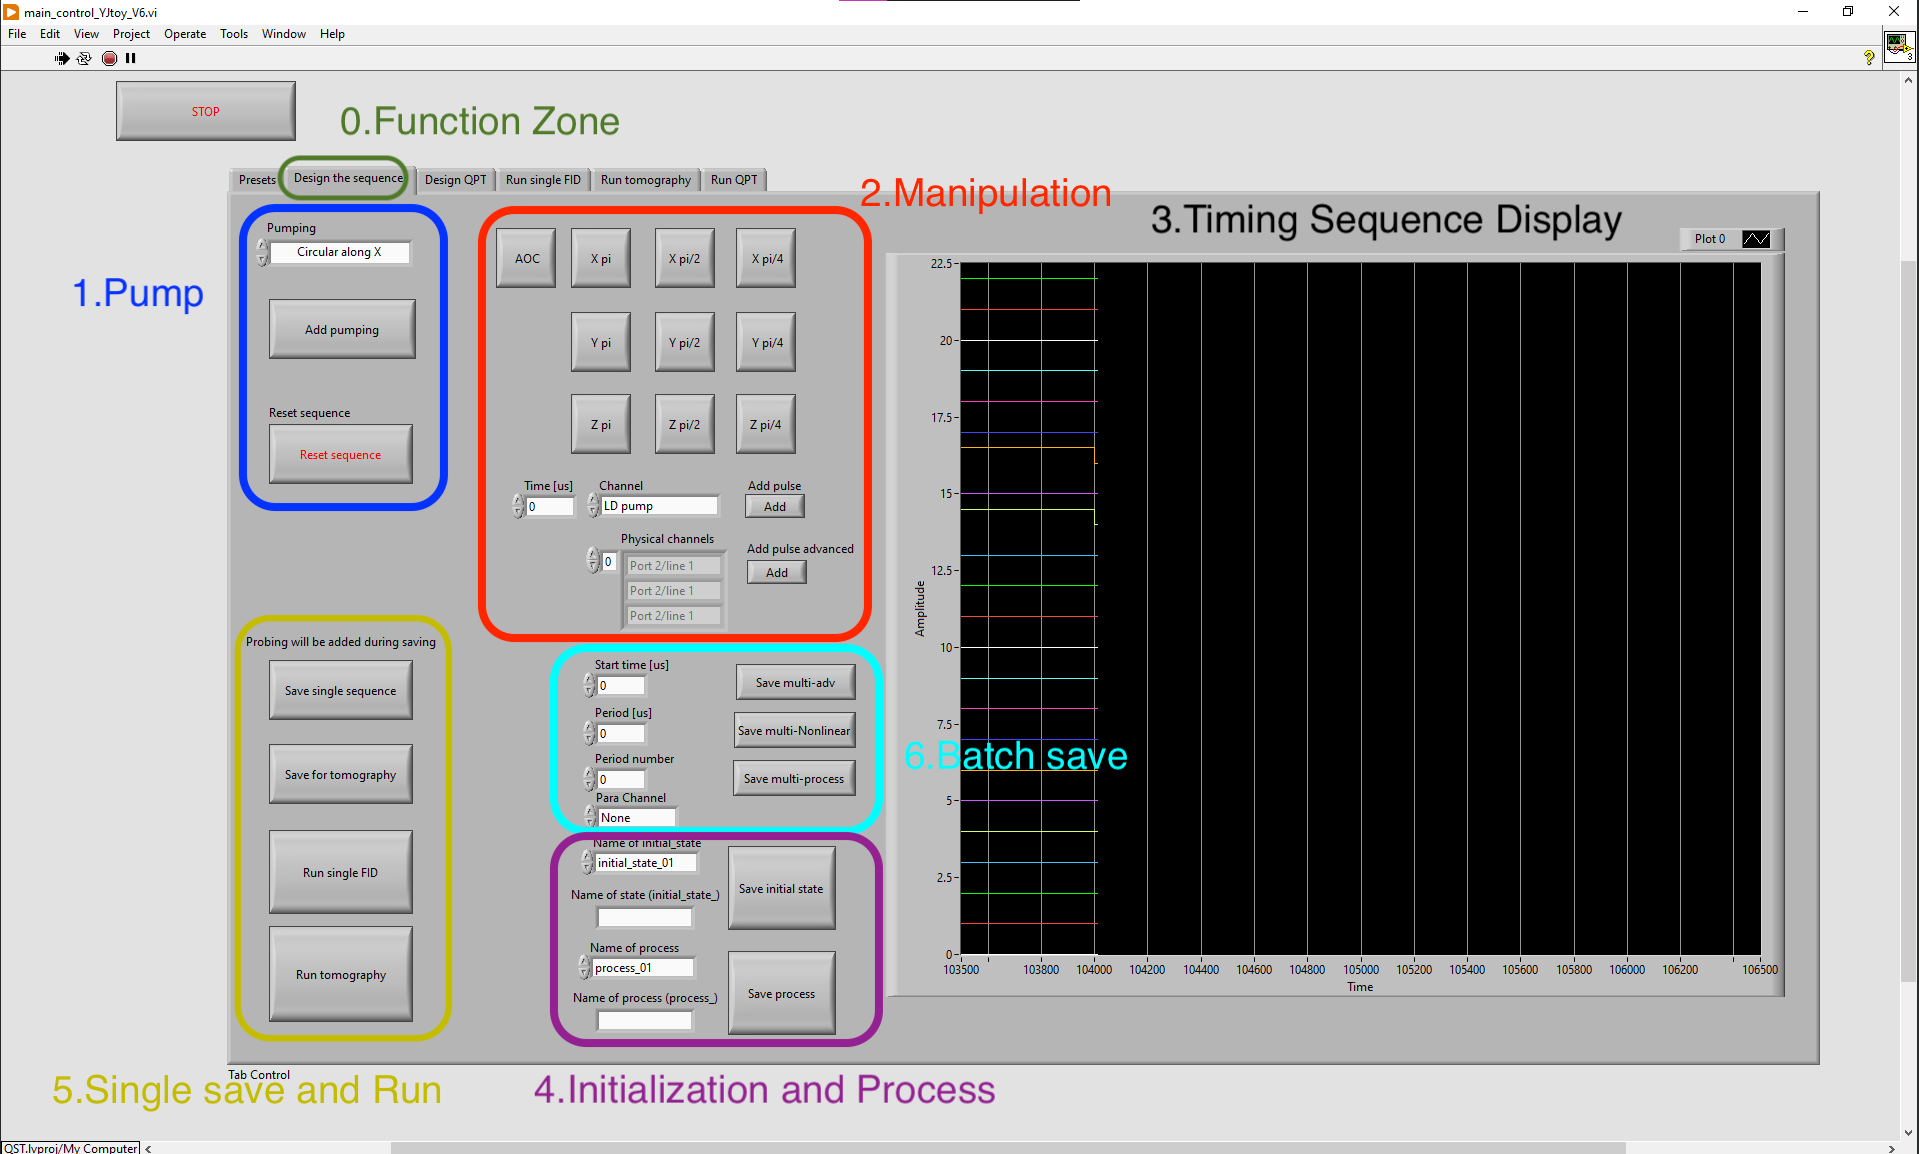 main_control_YJtoy_V6.vi
File Edit View Project Operate Tools Window Help
3
STOP
0.Function Zone
Presets
Design the sequence
Design QPT
Run single FID
Run tomography
Run QPT
2.Manipulation
3.Timing Sequence Display
Plot 0
1.Pump
Pumping
Circular along X
Add pumping
Reset sequence
Reset sequence
AOC
X pi
X pi/2
X pi/4
Y pi
Y pi/2
Y pi/4
Z pi
Z pi/2
Z pi/4
Time [us]
0
Channel
LD pump
Add pulse
Add
Physical channels
0
Port 2/line 1
Port 2/line 1
Port 2/line 1
Add pulse advanced
Add
Probing will be added during saving
Save single sequence
Save for tomography
Run single FID
Run tomography
Start time [us]
0
Period [us]
0
Period number
0
Para Channel
None
Save multi-adv
Save multi-Nonlinear
Save multi-process
6.Batch save
Name of initial_state
initial_state_01
Name of state (initial_state_)
Save initial state
Name of process
process_01
Name of process (process_)
Save process
Amplitude
22.5
20
17.5
15
12.5
10
7.5
5
2.5
0
103500 103800 104000 104200 104400 104600 104800 105000 105200 105400 105600 105800 106000 106200 106500
Time
Tab Control
5.Single save and Run
4.Initialization and Process
QST.lvproj/My Computer